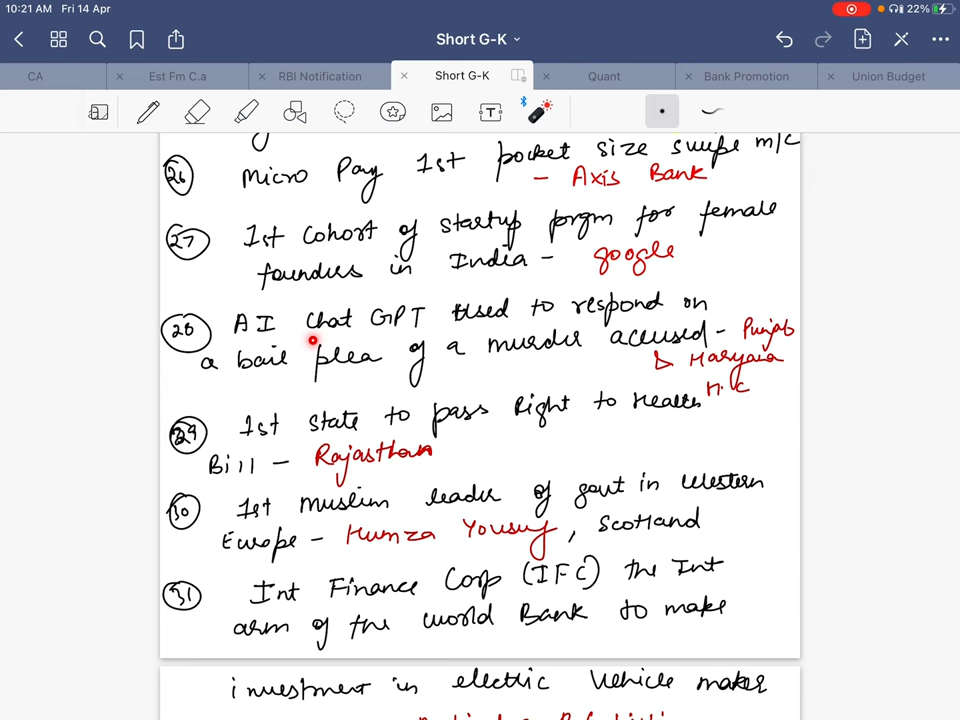 10:21 AM Fri 14 Apr
22%
Short G-K
CA
Est Fm C.a
RBI Notification
Short G-K
Quant
Bank Promotion
Union Budget
26 Micro Pay 1st pocket size swipe m/c
- Axis Bank
27 1st Cohort of startup prgm for female
founders in India - google
28 AI Chat GPT Used to respond on
a bail plea of a murder accused - Punjab
& Haryana
H.C
29 1st State to pass Right to Health
Bill - Rajasthan
30 1st Muslim leader of govt in western
Europe - Humza Yousuf, Scotland
31 Int Finance Corp (IFC) the Int
arm of the world Bank to make
investment in electric Vehicle maker